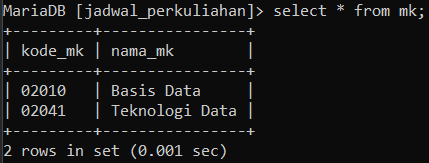 MariaDB [jadwal_perkuliahan]> select * from mk;
+---------+----------------+
| kode_mk | nama_mk        |
+---------+----------------+
| 02010   | Basis Data     |
| 02041   | Teknologi Data |
+---------+----------------+
2 rows in set (0.001 sec)